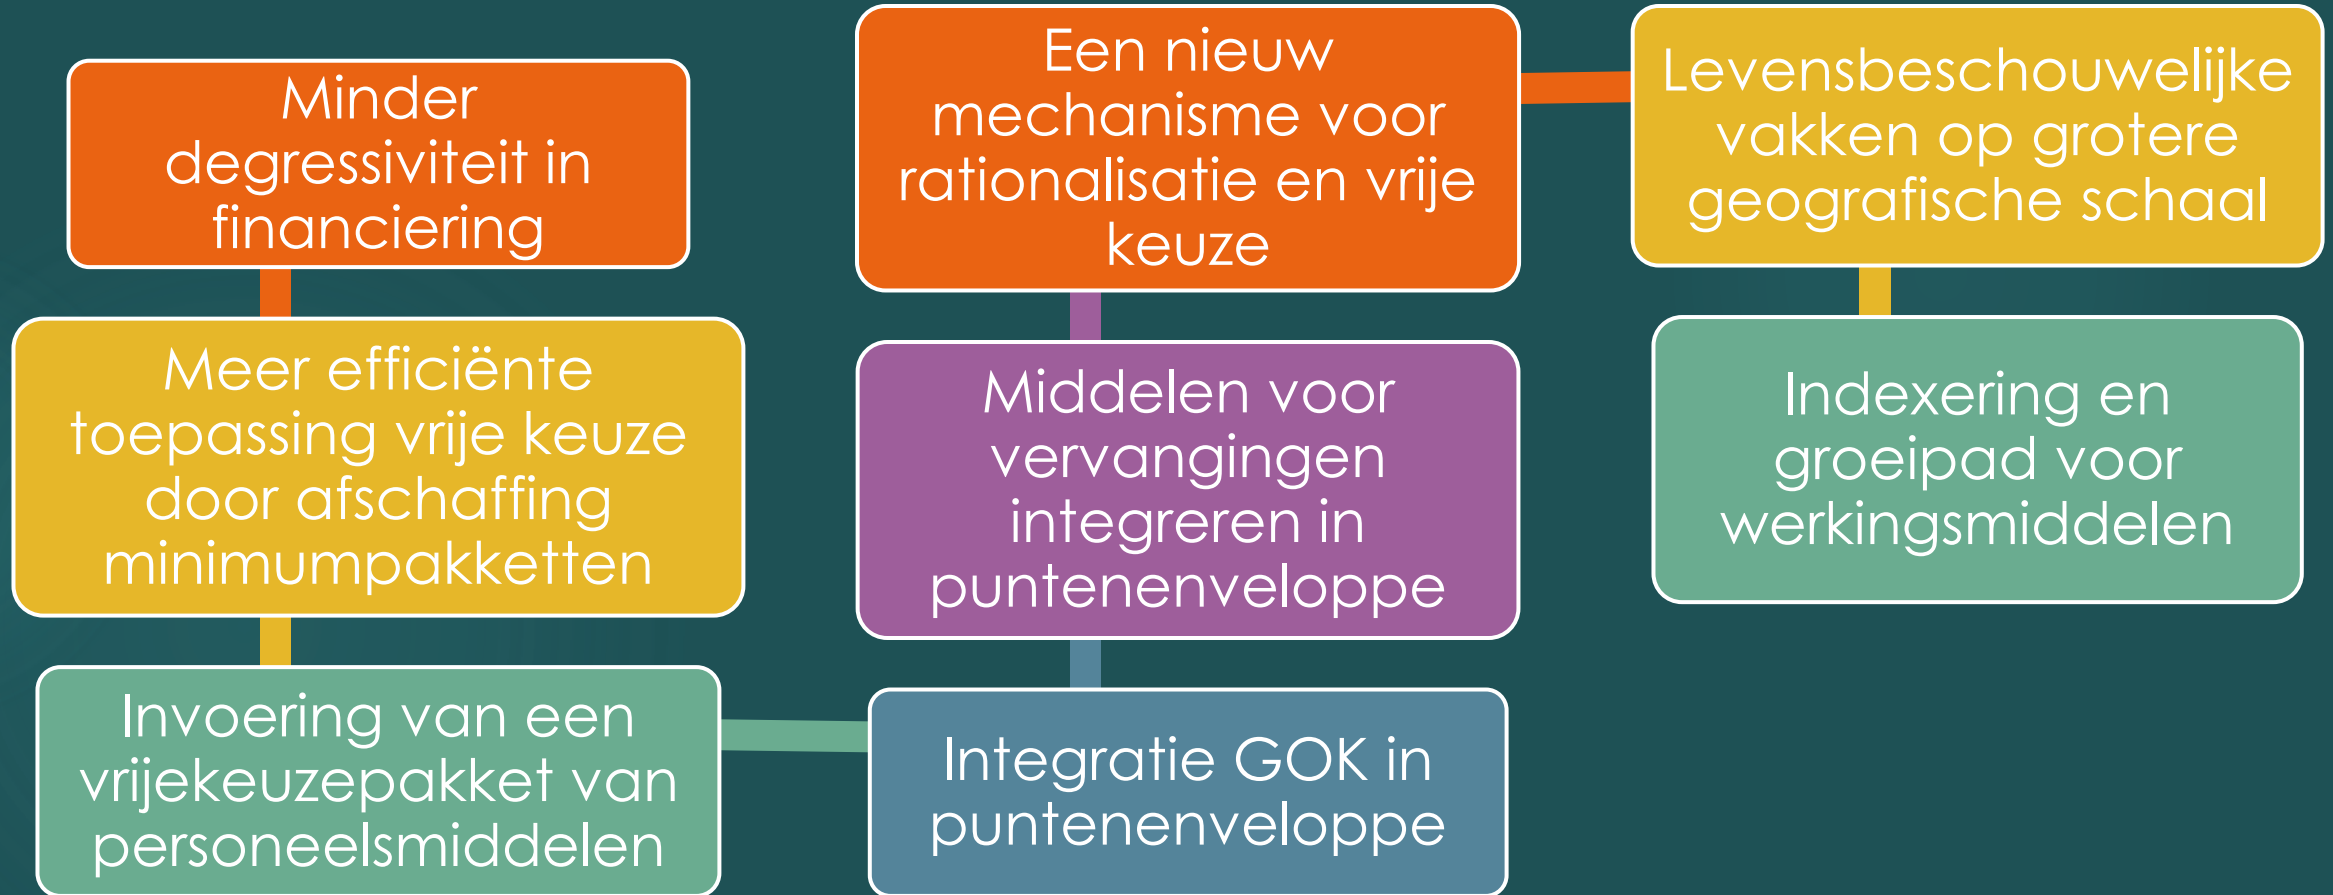 Minder
degressiviteit in
financiering
Meer efficiënte
toepassing vrije keuze
door afschaffing
minimumpakketten
Invoering van een
vrijekeuzepakket van
personeelsmiddelen
Integratie GOK in
puntenenveloppe
Middelen voor
vervangingen
integreren in
puntenenveloppe
Een nieuw
mechanisme voor
rationalisatie en vrije
keuze
Levensbeschouwelijke
vakken op grotere
geografische schaal
Indexering en
groeipad voor
werkingsmiddelen